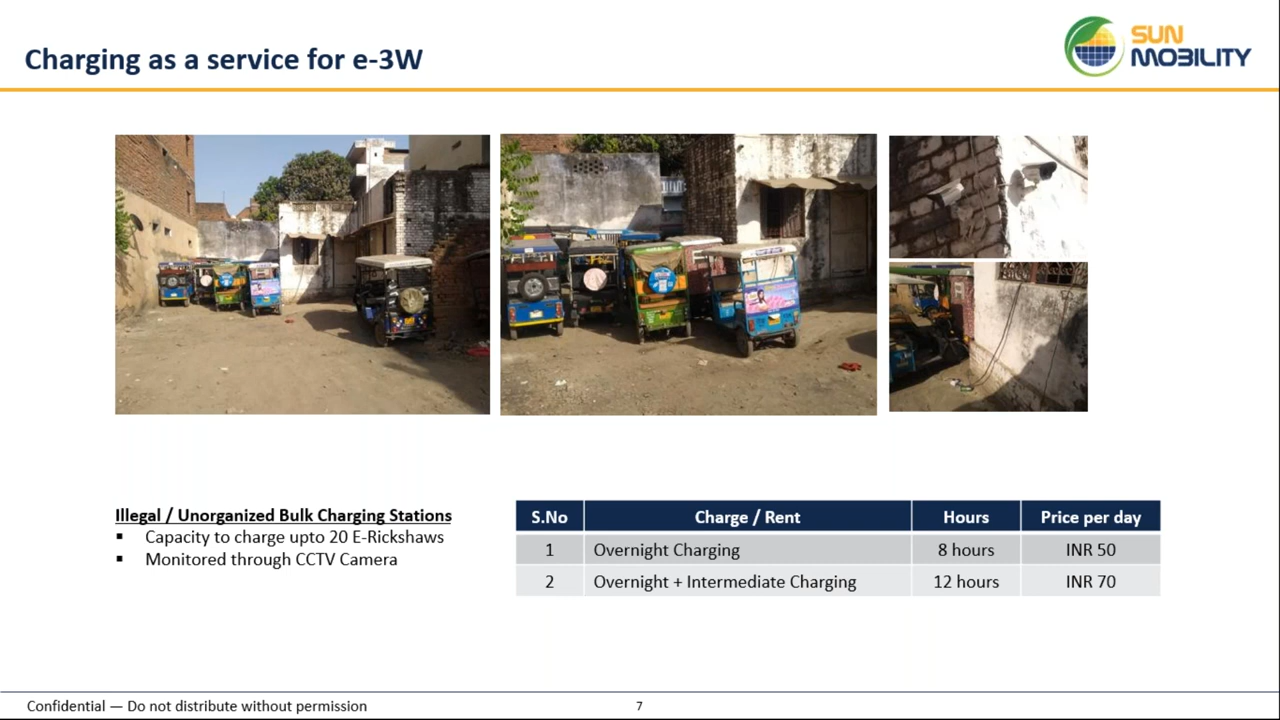 Charging as a service for e-3W
SUN
MOBILITY
Illegal / Unorganized Bulk Charging Stations
▪ Capacity to charge upto 20 E-Rickshaws
▪ Monitored through CCTV Camera
S.No Charge / Rent Hours Price per day
1 Overnight Charging 8 hours INR 50
2 Overnight + Intermediate Charging 12 hours INR 70
Confidential — Do not distribute without permission 7